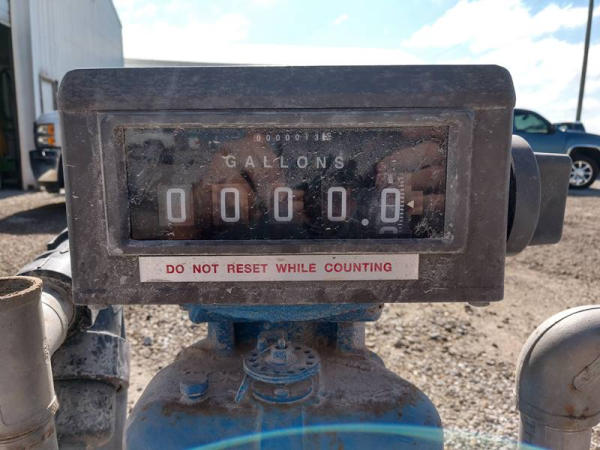 GALLONS
0000.0
DO NOT RESET WHILE COUNTING